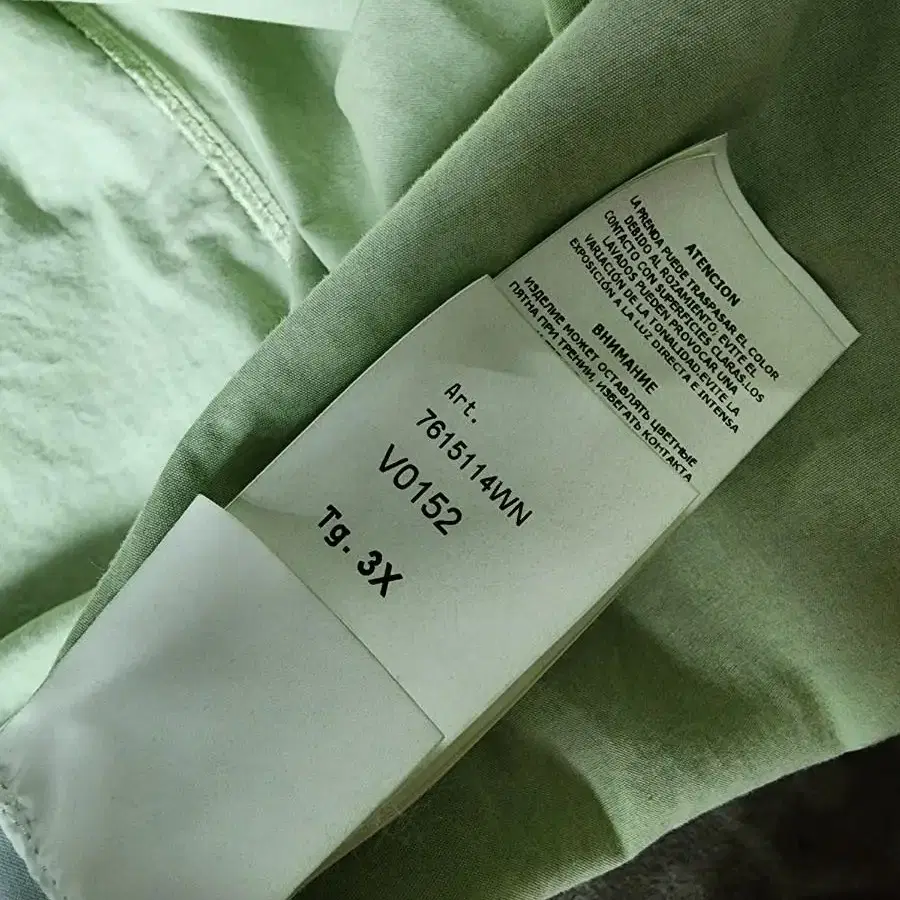 ATENCION
LA PRENDA PUEDE TRASPASAR EL COLOR
DEBIDO AL ROZAMIENTO. EVITE EL
CONTACTO CON SUPERFICIES CLARAS.LOS
LAVADOS PUEDEN PROVOCAR UNA
VARIACIÓN DE LA TONALIDAD.EVITE LA
EXPOSICIÓN A LA LUZ DIRECTA E INTENSA
ВНИМАНИЕ
ИЗДЕЛИЕ МОЖЕТ ОСТАВЛЯТЬ ЦВЕТНЫЕ
ПЯТНА ПРИ ТРЕНИИ, ИЗБЕГАТЬ КОНТАКТА
Art.
7615114WN
V0152
Tg. 3X